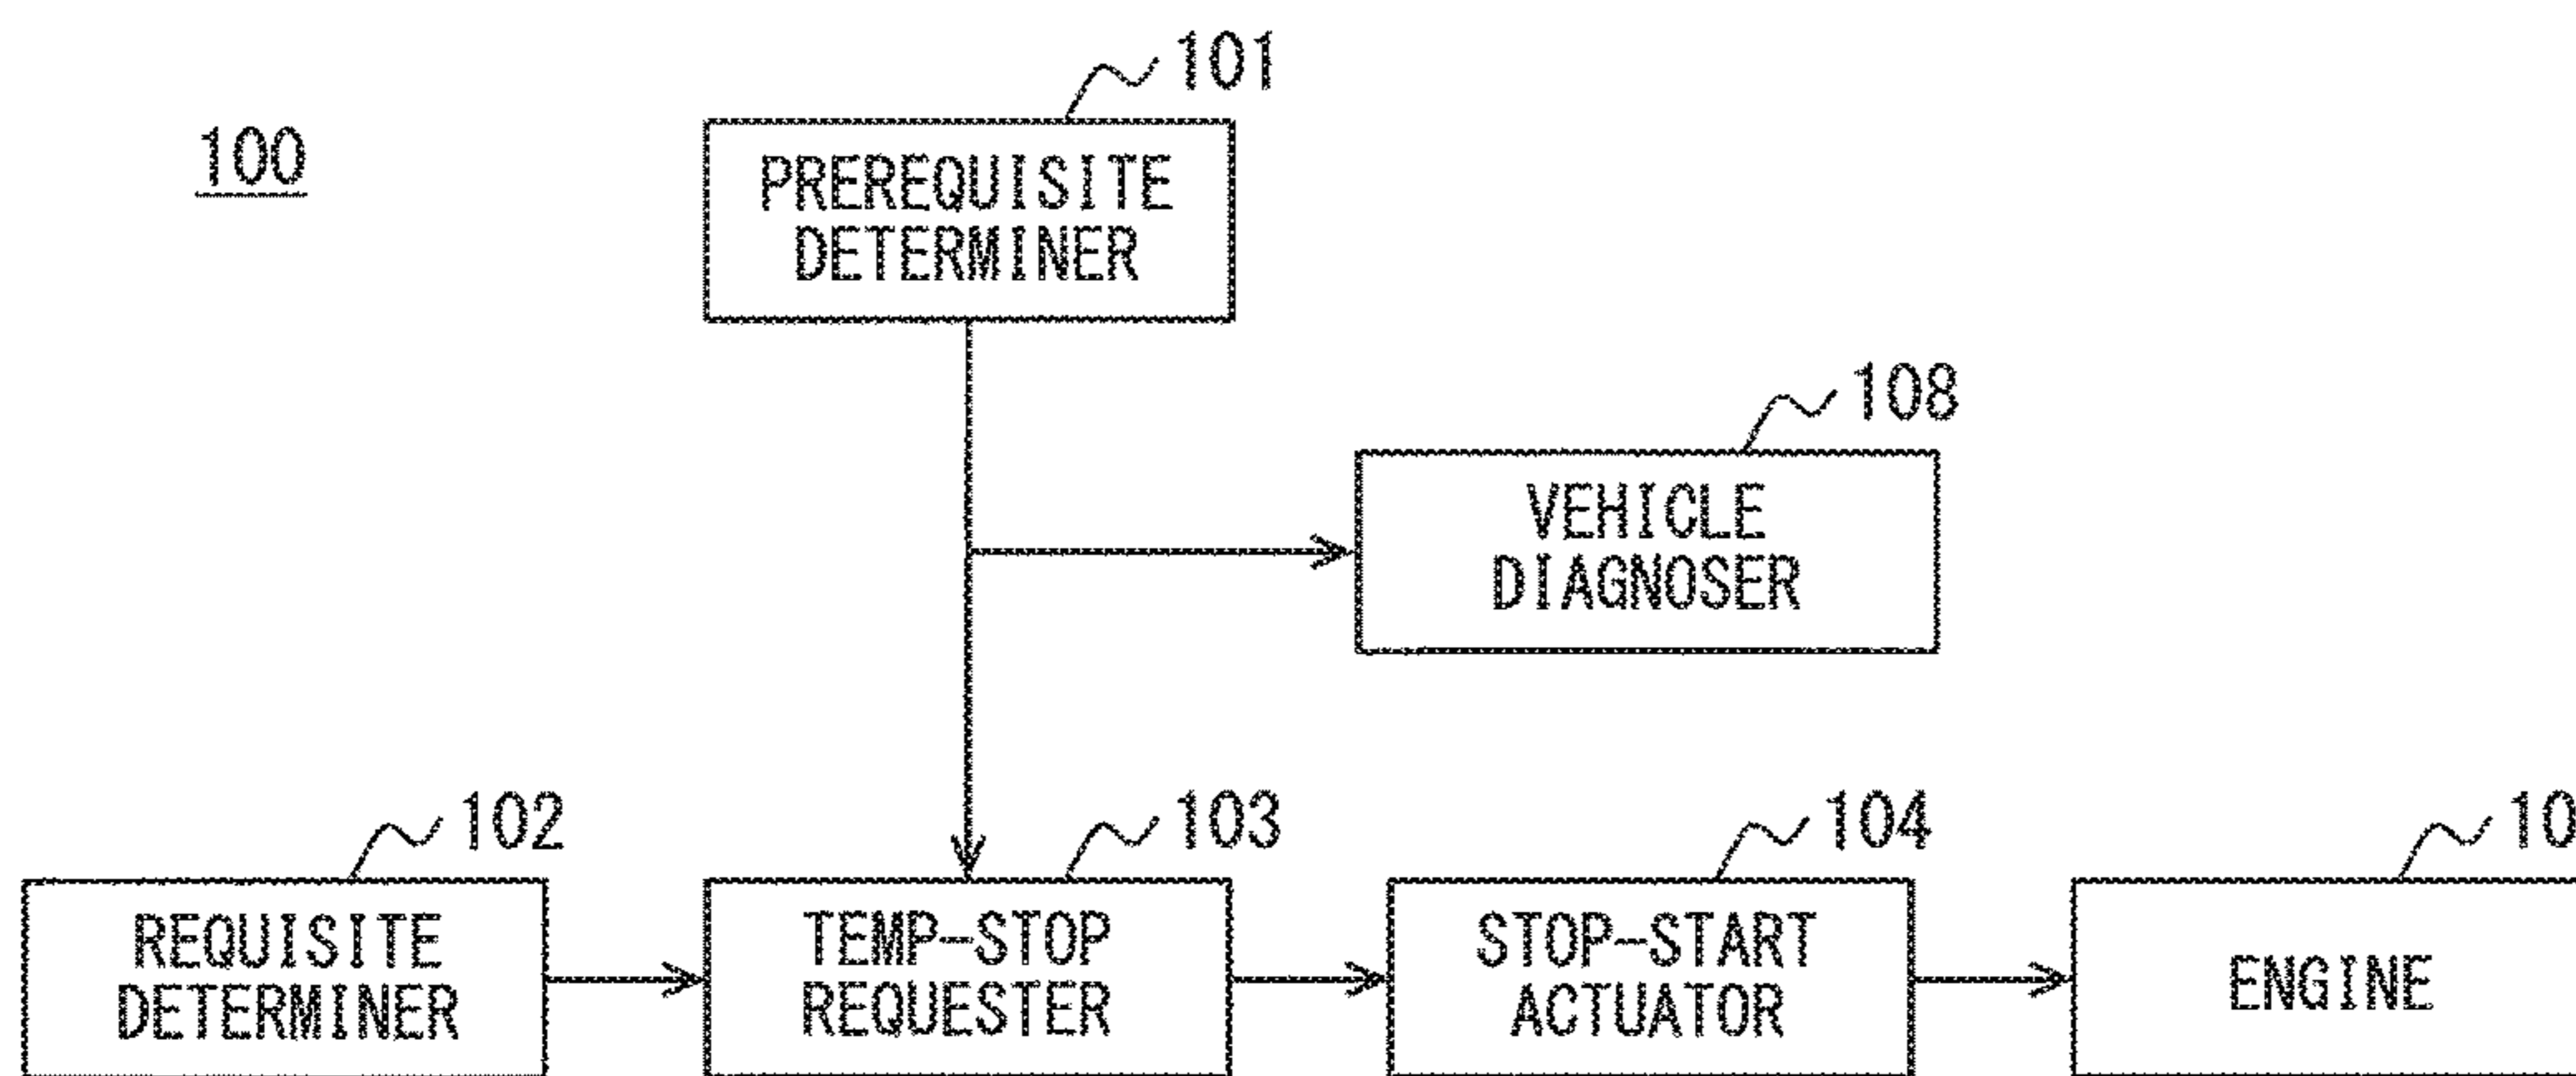 101
100
PREREQUISITE
DETERMINER
108
VEHICLE
DIAGNOSER
102
103
104
10
REQUISITE
DETERMINER
TEMP-STOP
REQUESTER
STOP-START
ACTUATOR
ENGINE